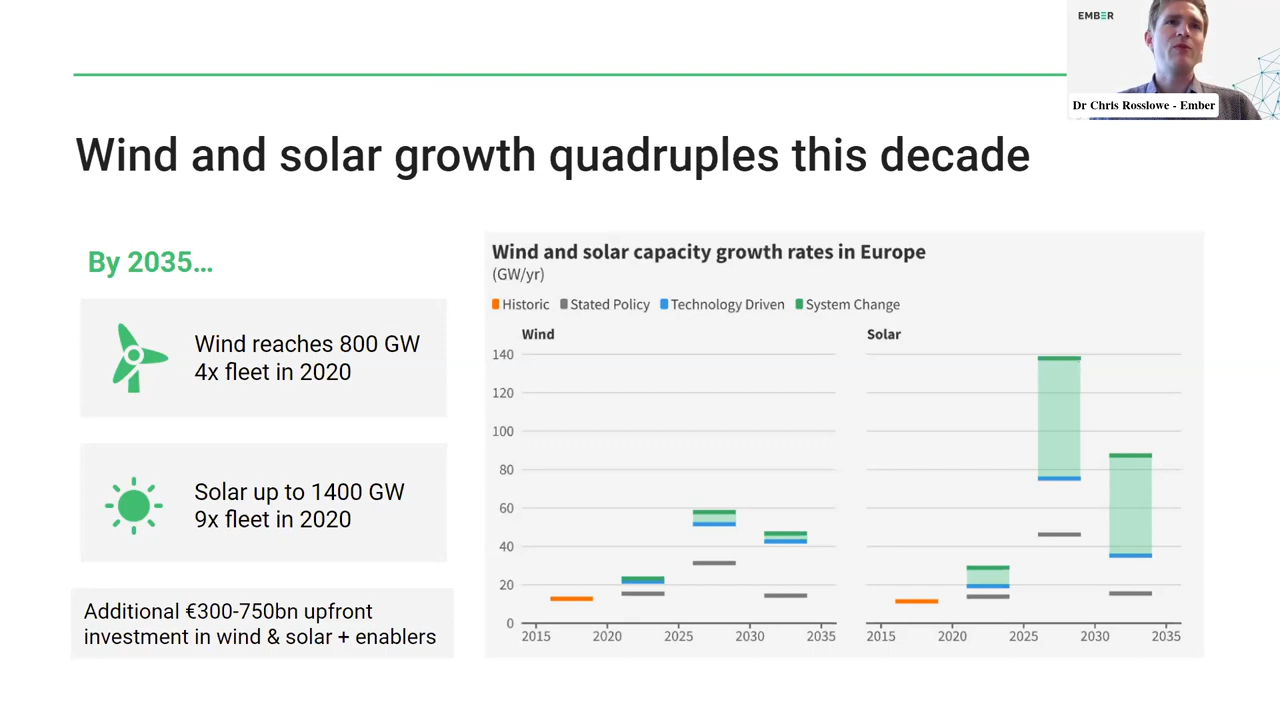 EMBER
Dr Chris Rosslowe - Ember
Wind and solar growth quadruples this decade
By 2035…
Wind reaches 800 GW
4x fleet in 2020
Solar up to 1400 GW
9x fleet in 2020
Additional €300-750bn upfront
investment in wind & solar + enablers
Wind and solar capacity growth rates in Europe
(GW/yr)
Historic Stated Policy Technology Driven System Change
Wind Solar
140
120
100
80
60
40
20
0
2015 2020 2025 2030 2035 2015 2020 2025 2030 2035